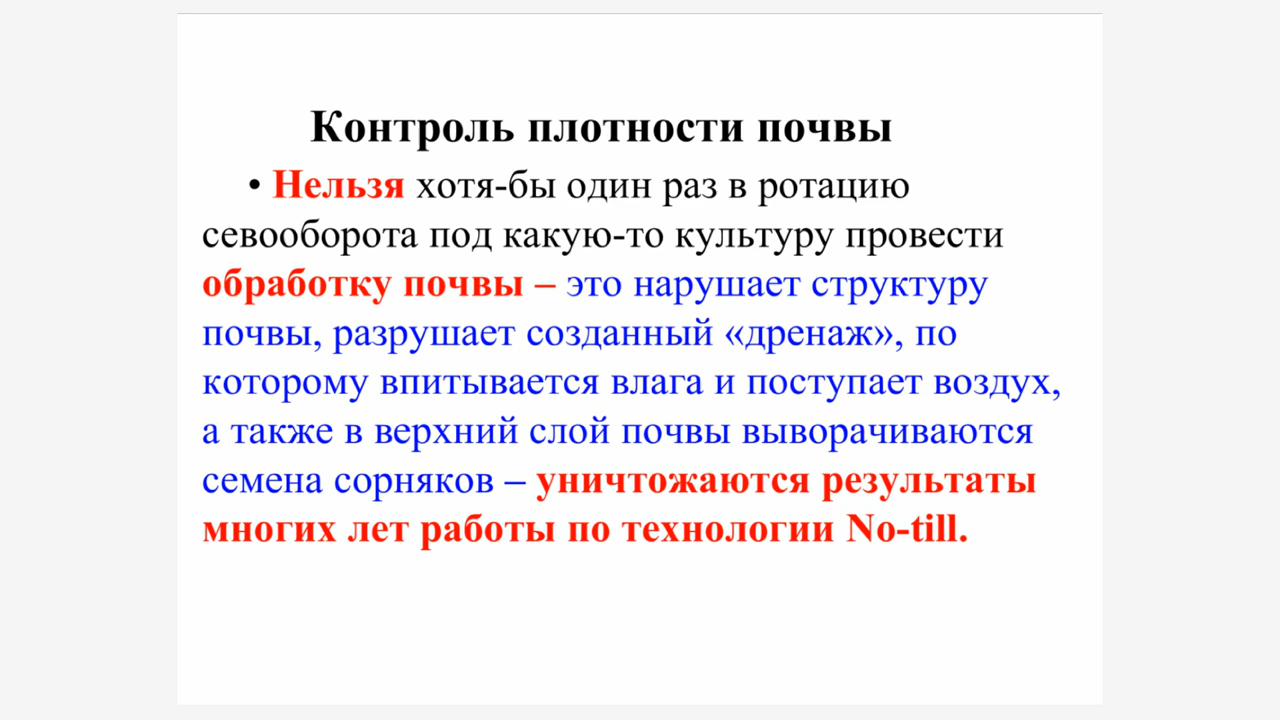 Контроль плотности почвы
• Нельзя хотя-бы один раз в ротацию
севооборота под какую-то культуру провести
обработку почвы – это нарушает структуру
почвы, разрушает созданный «дренаж», по
которому впитывается влага и поступает воздух,
а также в верхний слой почвы выворачиваются
семена сорняков – уничтожаются результаты
многих лет работы по технологии No-till.